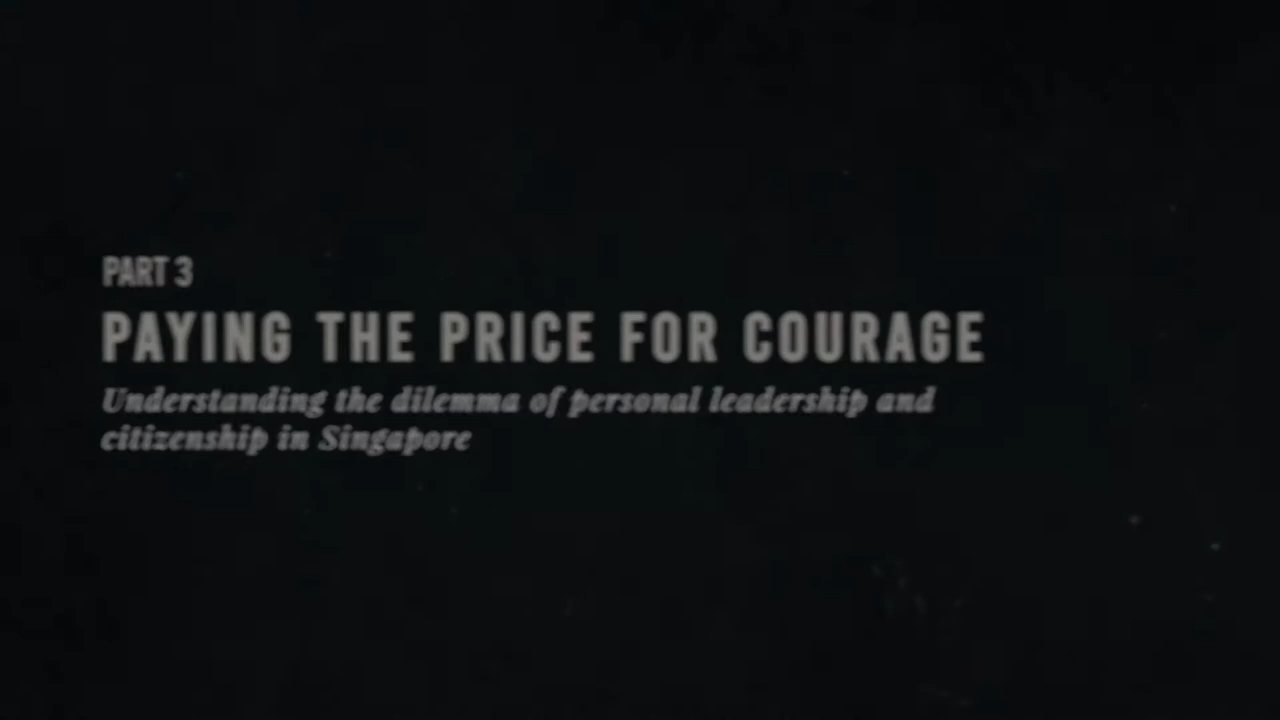 PART 3
PAYING THE PRICE FOR COURAGE
Understanding the dilemma of personal leadership and
citizenship in Singapore